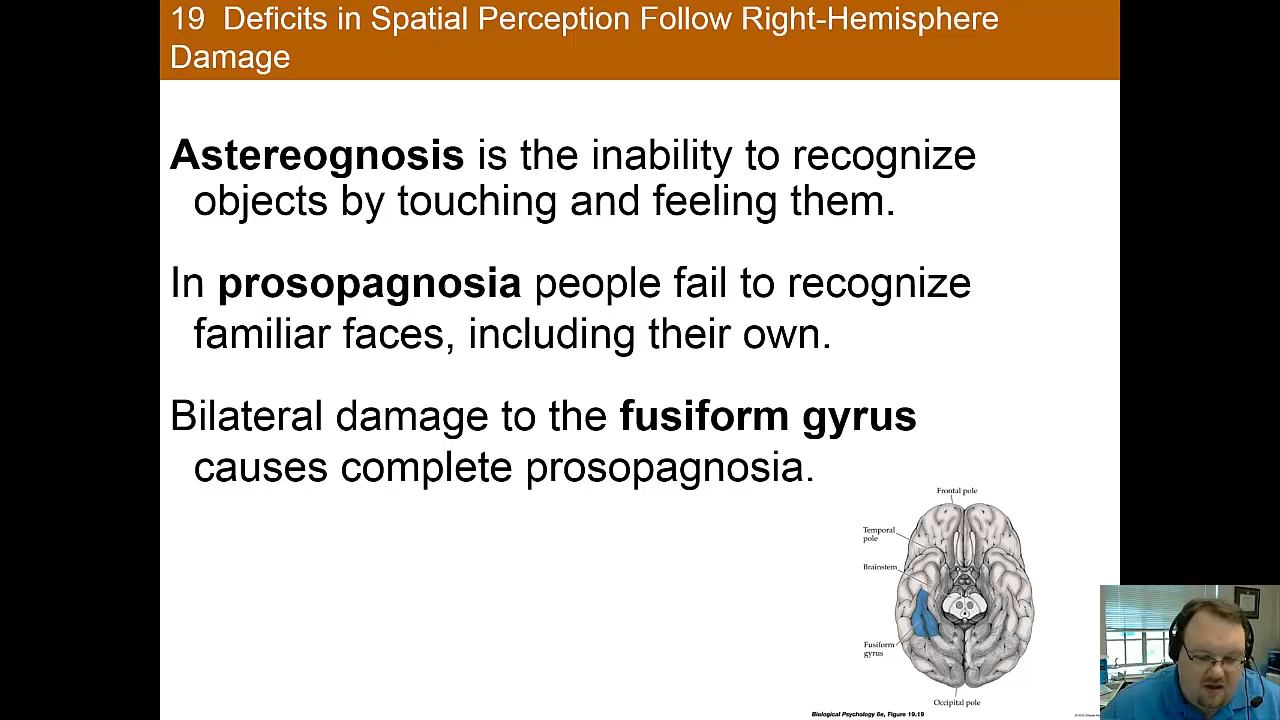 19 Deficits in Spatial Perception Follow Right-Hemisphere
Damage
Astereognosis is the inability to recognize
objects by touching and feeling them.
In prosopagnosia people fail to recognize
familiar faces, including their own.
Bilateral damage to the fusiform gyrus
causes complete prosopagnosia.
Frontal pole
Temporal
pole
Brainstem
Fusiform
gyrus
Occipital pole
Biological Psychology 6e, Figure 19.19